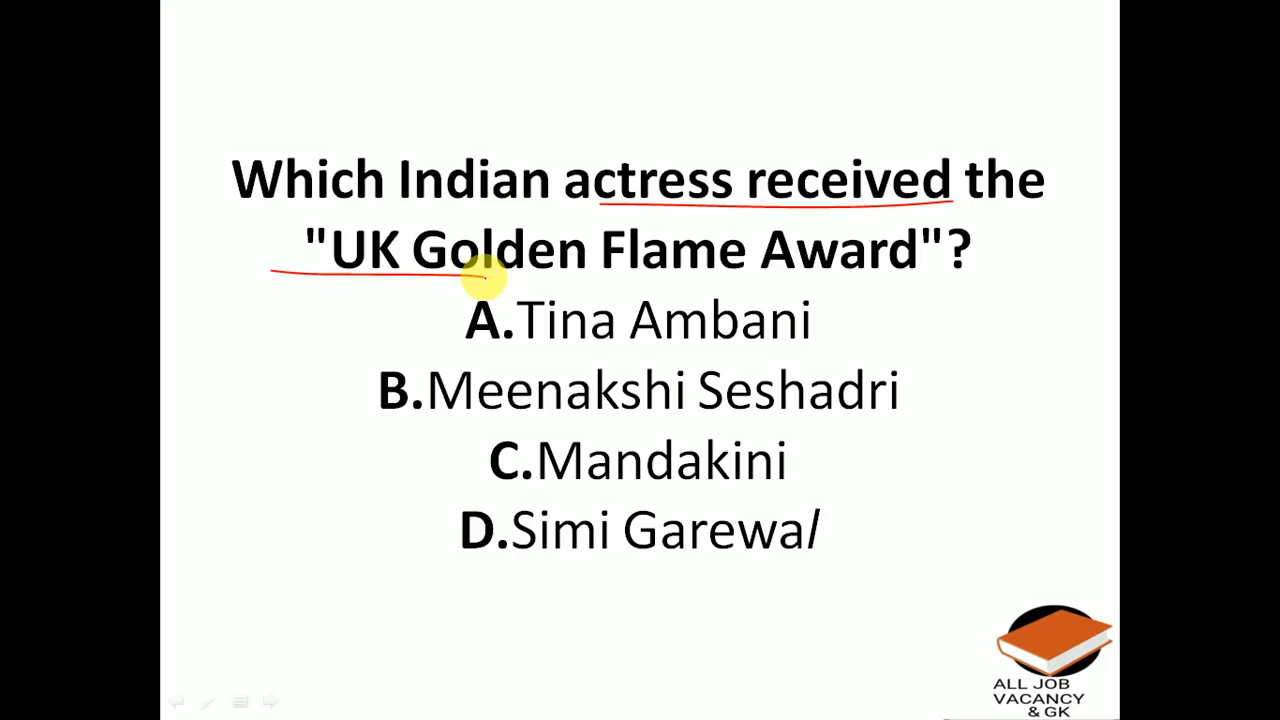 Which Indian actress received the
"UK Golden Flame Award"?
A.Tina Ambani
B.Meenakshi Seshadri
C.Mandakini
D.Simi Garewal
ALL JOB
VACANCY
& GK